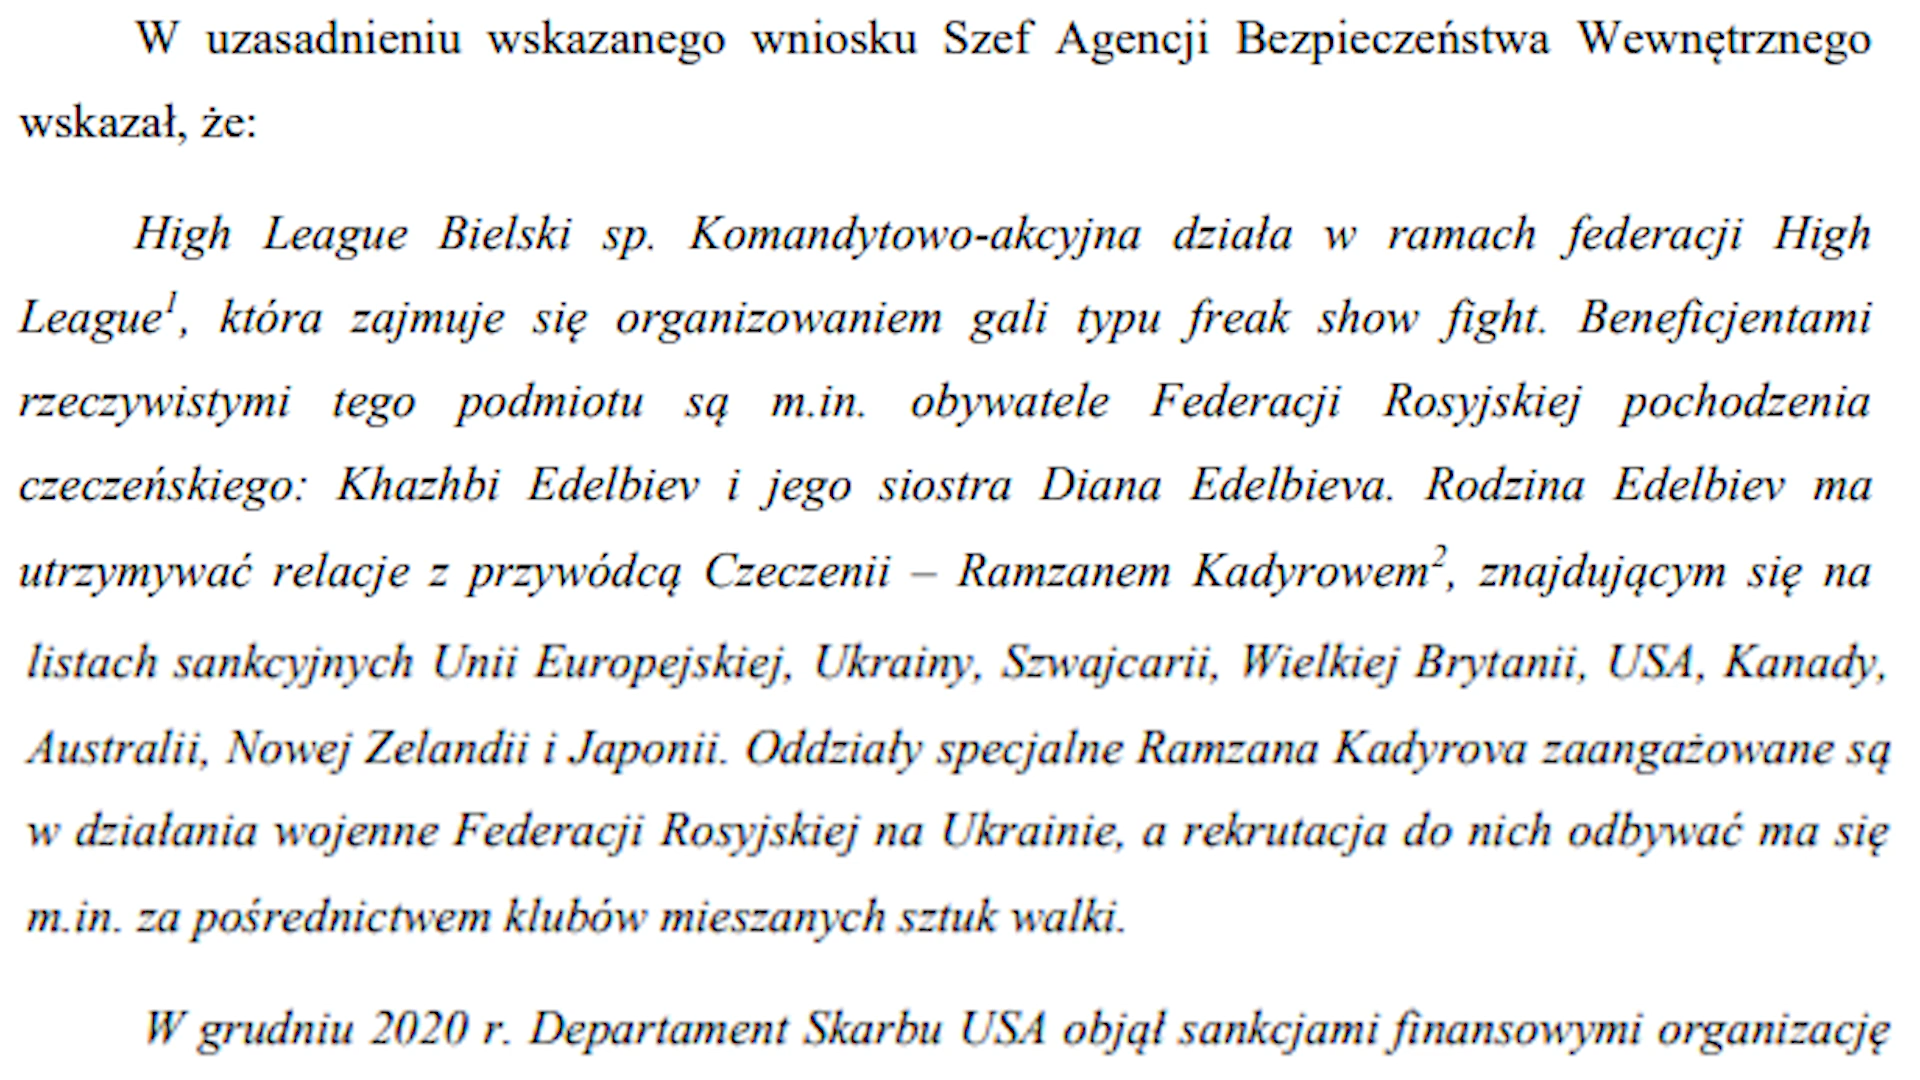 W uzasadnieniu wskazanego wniosku Szef Agencji Bezpieczeństwa Wewnętrznego
wskazał, że:
High League Bielski sp. Komandytowo-akcyjna działa w ramach federacji High
League¹, która zajmuje się organizowaniem gali typu freak show fight. Beneficjentami
rzeczywistymi tego podmiotu są m.in. obywatele Federacji Rosyjskiej pochodzenia
czeczeńskiego: Khazhbi Edelbiev i jego siostra Diana Edelbieva. Rodzina Edelbiev ma
utrzymywać relacje z przywódcą Czeczenii – Ramzanem Kadyrowem², znajdującym się na
listach sankcyjnych Unii Europejskiej, Ukrainy, Szwajcarii, Wielkiej Brytanii, USA, Kanady,
Australii, Nowej Zelandii i Japonii. Oddziały specjalne Ramzana Kadyrova zaangażowane są
w działania wojenne Federacji Rosyjskiej na Ukrainie, a rekrutacja do nich odbywać ma się
m.in. za pośrednictwem klubów mieszanych sztuk walki.
W grudniu 2020 r. Departament Skarbu USA objął sankcjami finansowymi organizację